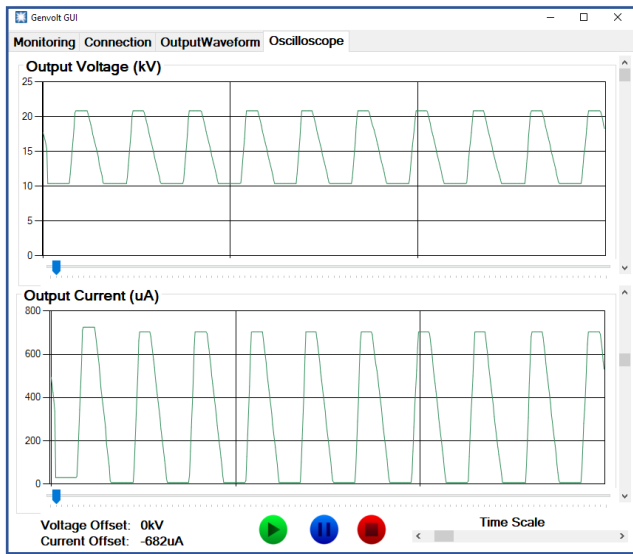 Genvolt GUI
Monitoring Connection OutputWaveform Oscilloscope
Output Voltage (kV)
25
20
15
10
5
0
Output Current (uA)
800
600
400
200
0
Voltage Offset: 0kV
Current Offset: -682uA
Time Scale